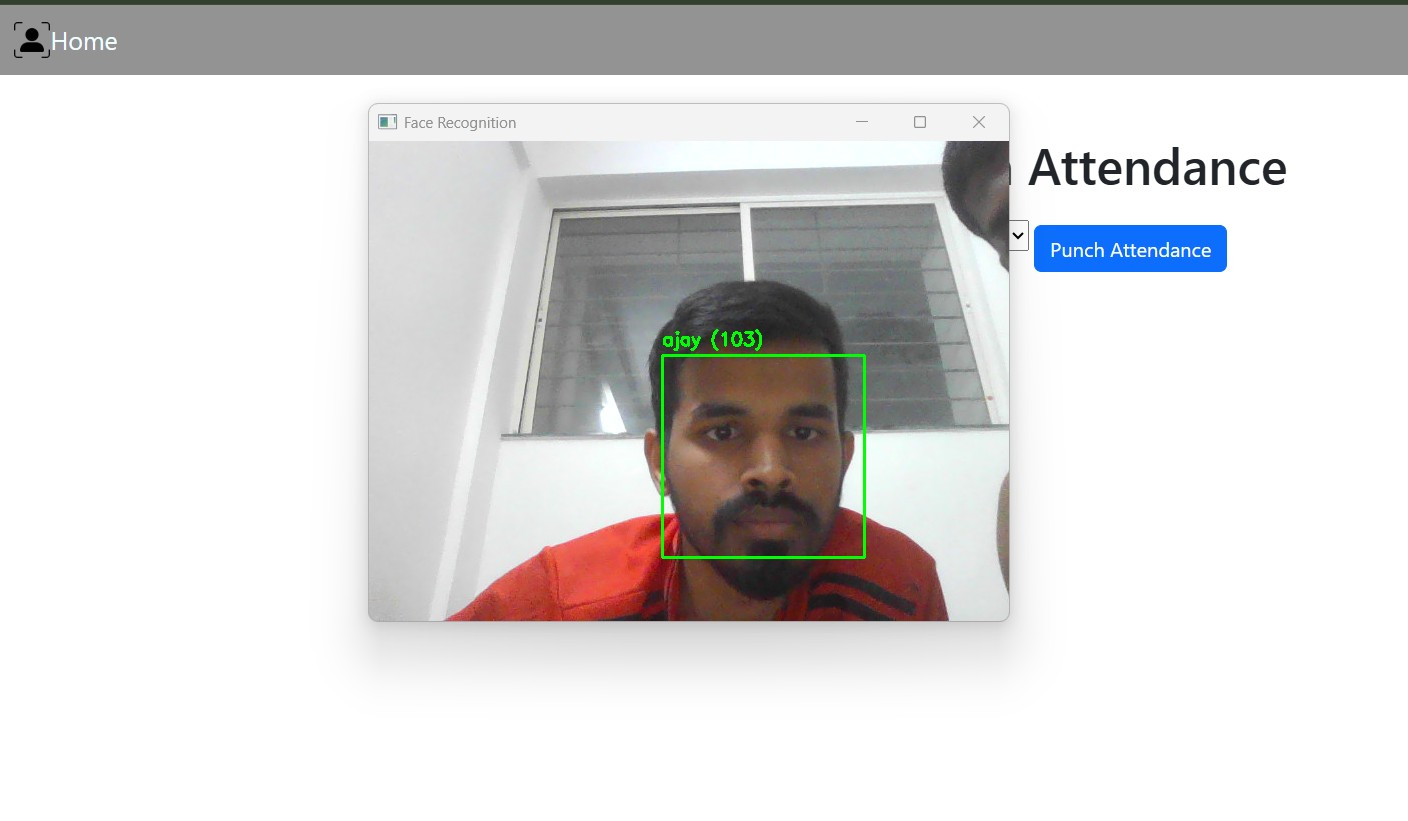 Home
Face Recognition
Attendance
Punch Attendance
ajay (103)